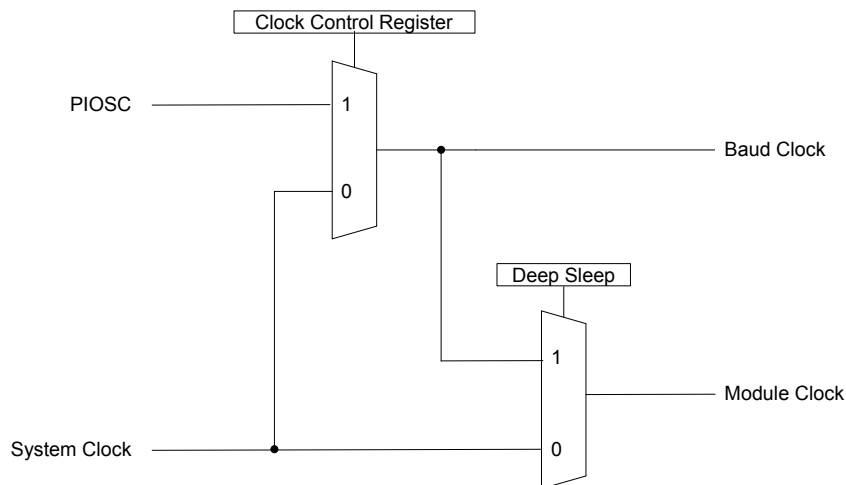 Clock Control Register
PIOSC
1
Baud Clock
0
Deep Sleep
1
Module Clock
System Clock
0